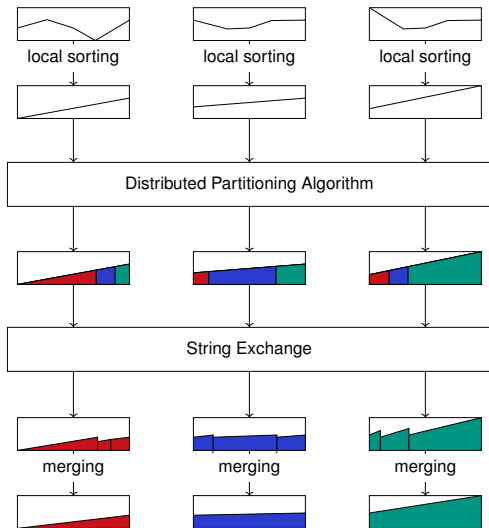 local sorting local sorting local sorting
Distributed Partitioning Algorithm
String Exchange
merging merging merging